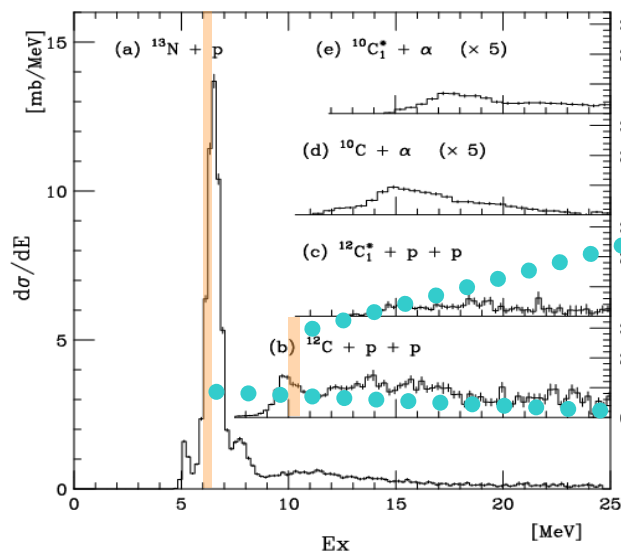 15
[mb/MeV]
(a) ¹³N + p
(e) ¹⁰C₁* + α (× 5)
(d) ¹⁰C + α (× 5)
10
dσ/dE
(c) ¹²C₁* + p + p
5
(b) ¹²C + p + p
0
0 5 10 15 20 25
[MeV]
Ex